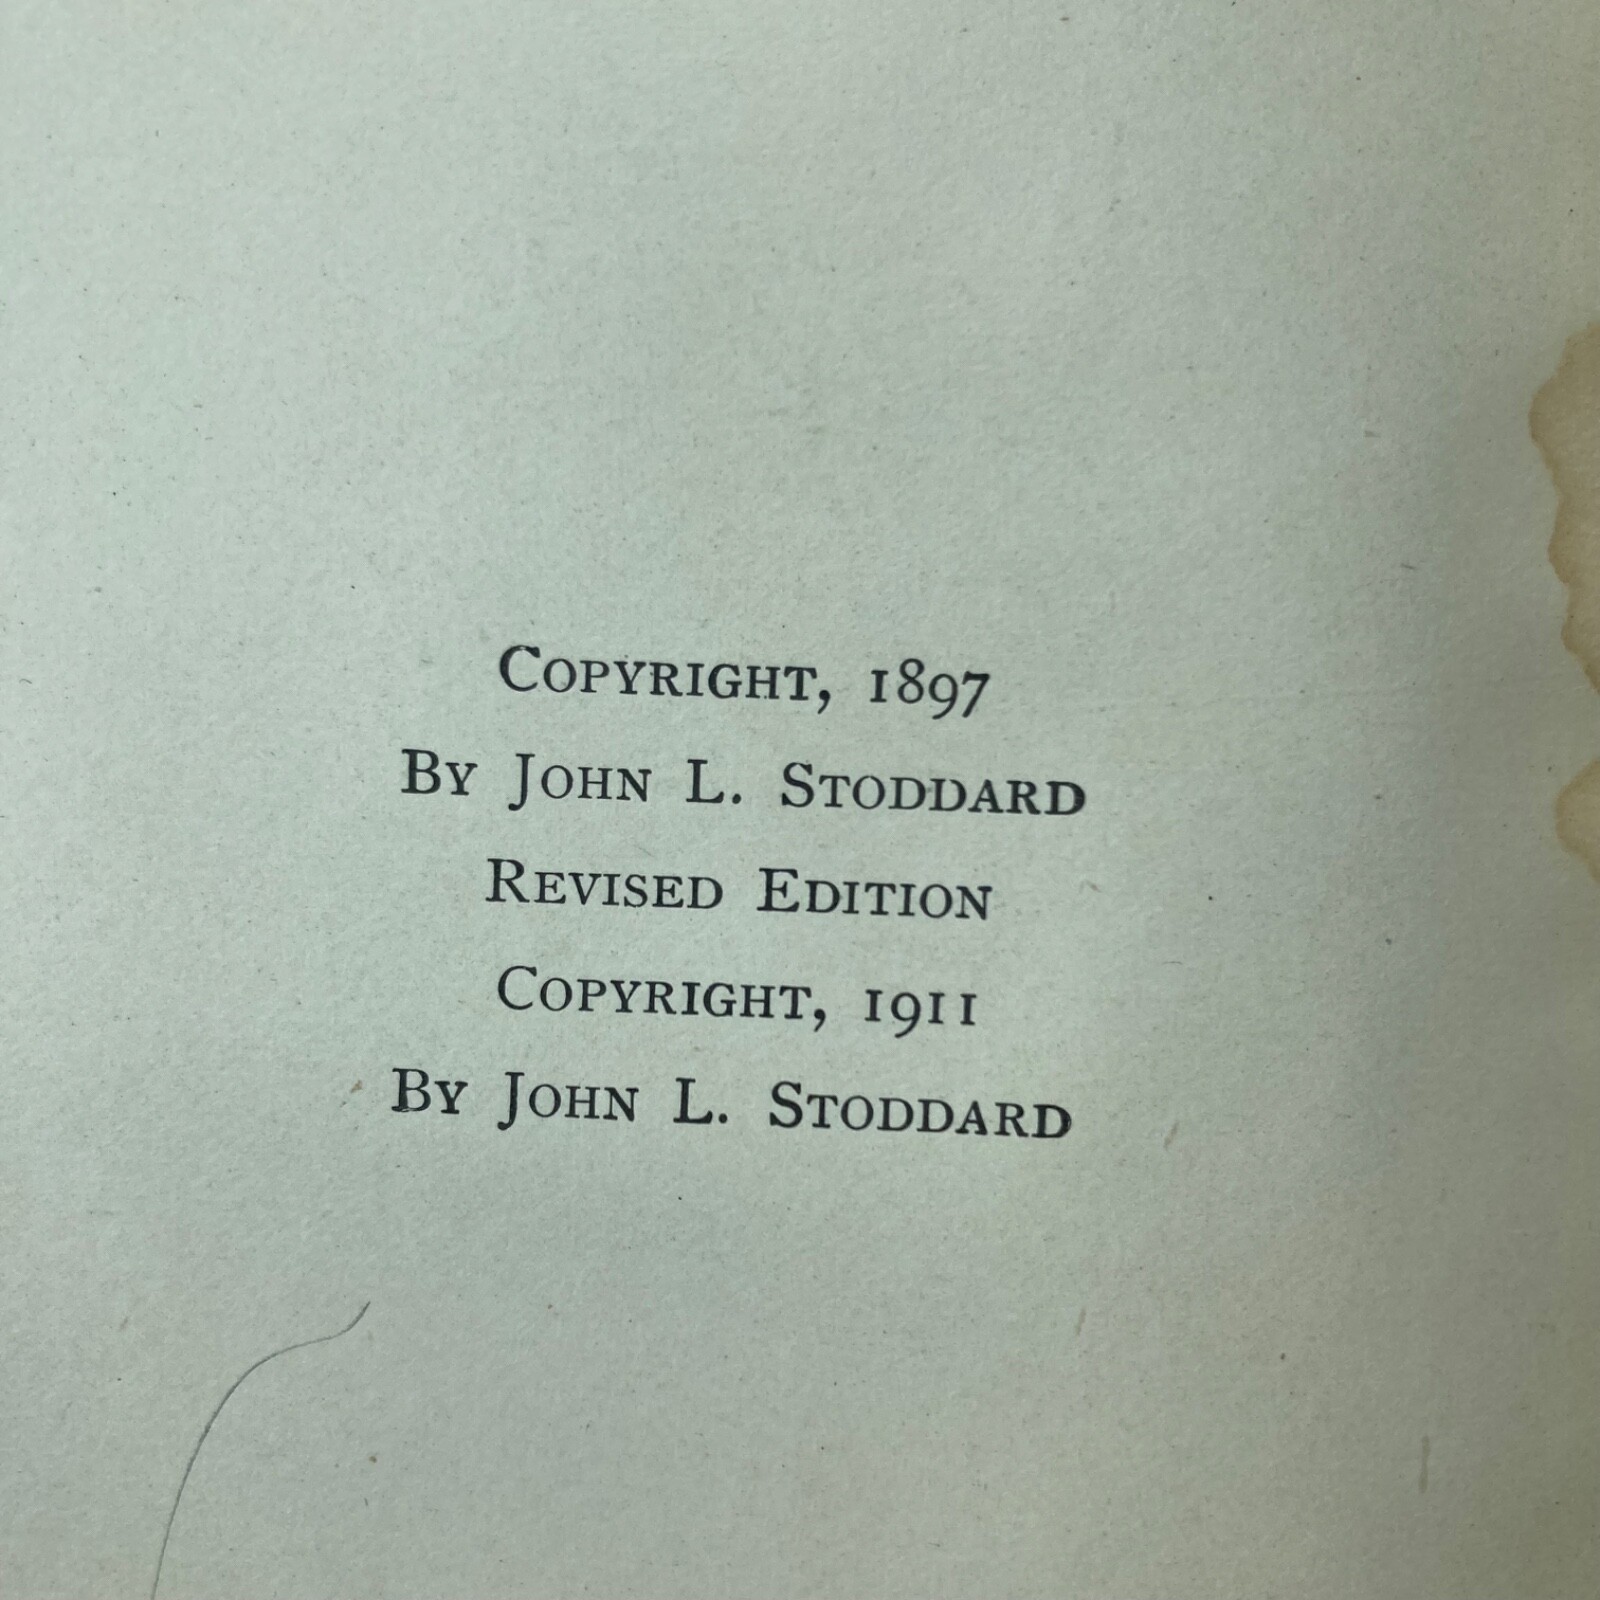 Copyright, 1897
By John L. Stoddard
Revised Edition
Copyright, 1911
By John L. Stoddard